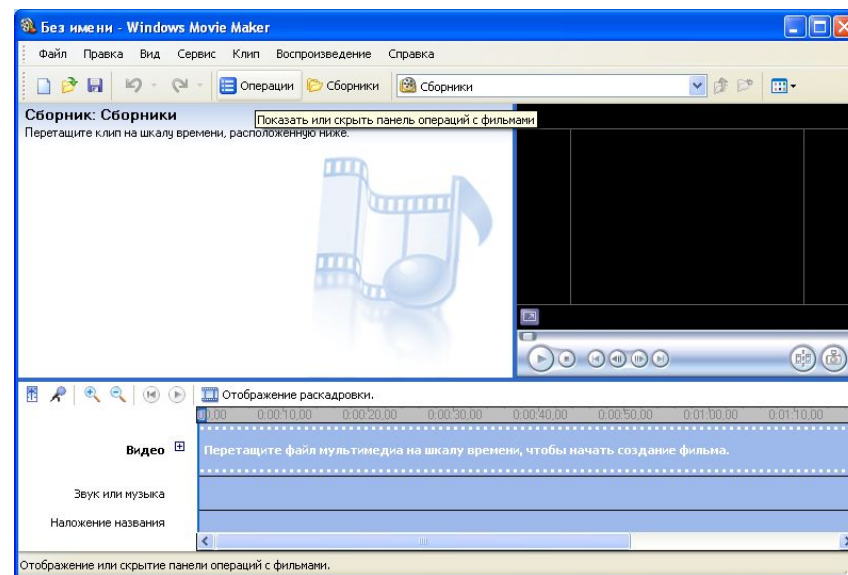 Без имени - Windows Movie Maker
Файл Правка Вид Сервис Клип Воспроизведение Справка
Операции Сборники Сборники
Показать или скрыть панель операций с фильмами
Сборник: Сборники
Перетащите клип на шкалу времени, расположенную ниже.
Отображение раскадровки.
0:00:10,00 0:00:20,00 0:00:30,00 0:00:40,00 0:00:50,00 0:01:00,00 0:01:10,00
Видео
Перетащите файл мультимедиа на шкалу времени, чтобы начать создание фильма.
Звук или музыка
Наложение названия
Отображение или скрытие панели операций с фильмами.